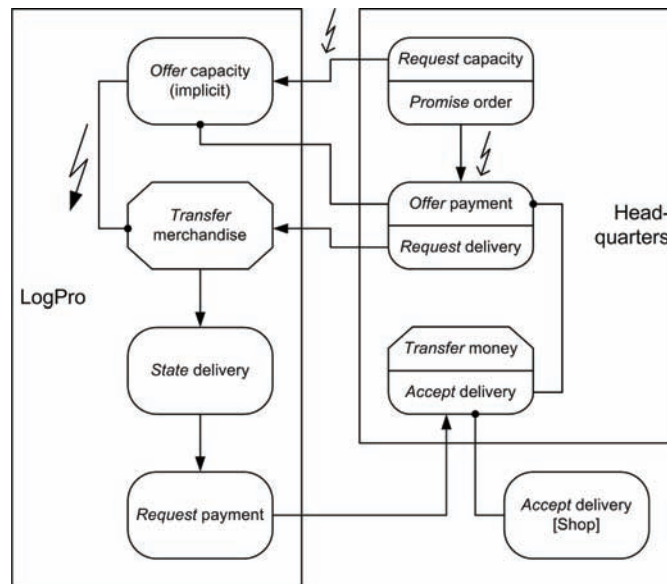 Offer capacity
(implicit)
Request capacity
Promise order
Transfer
merchandise
Offer payment
Request delivery
Head-
quarters
LogPro
State delivery
Transfer money
Accept delivery
Request payment
Accept delivery
[Shop]